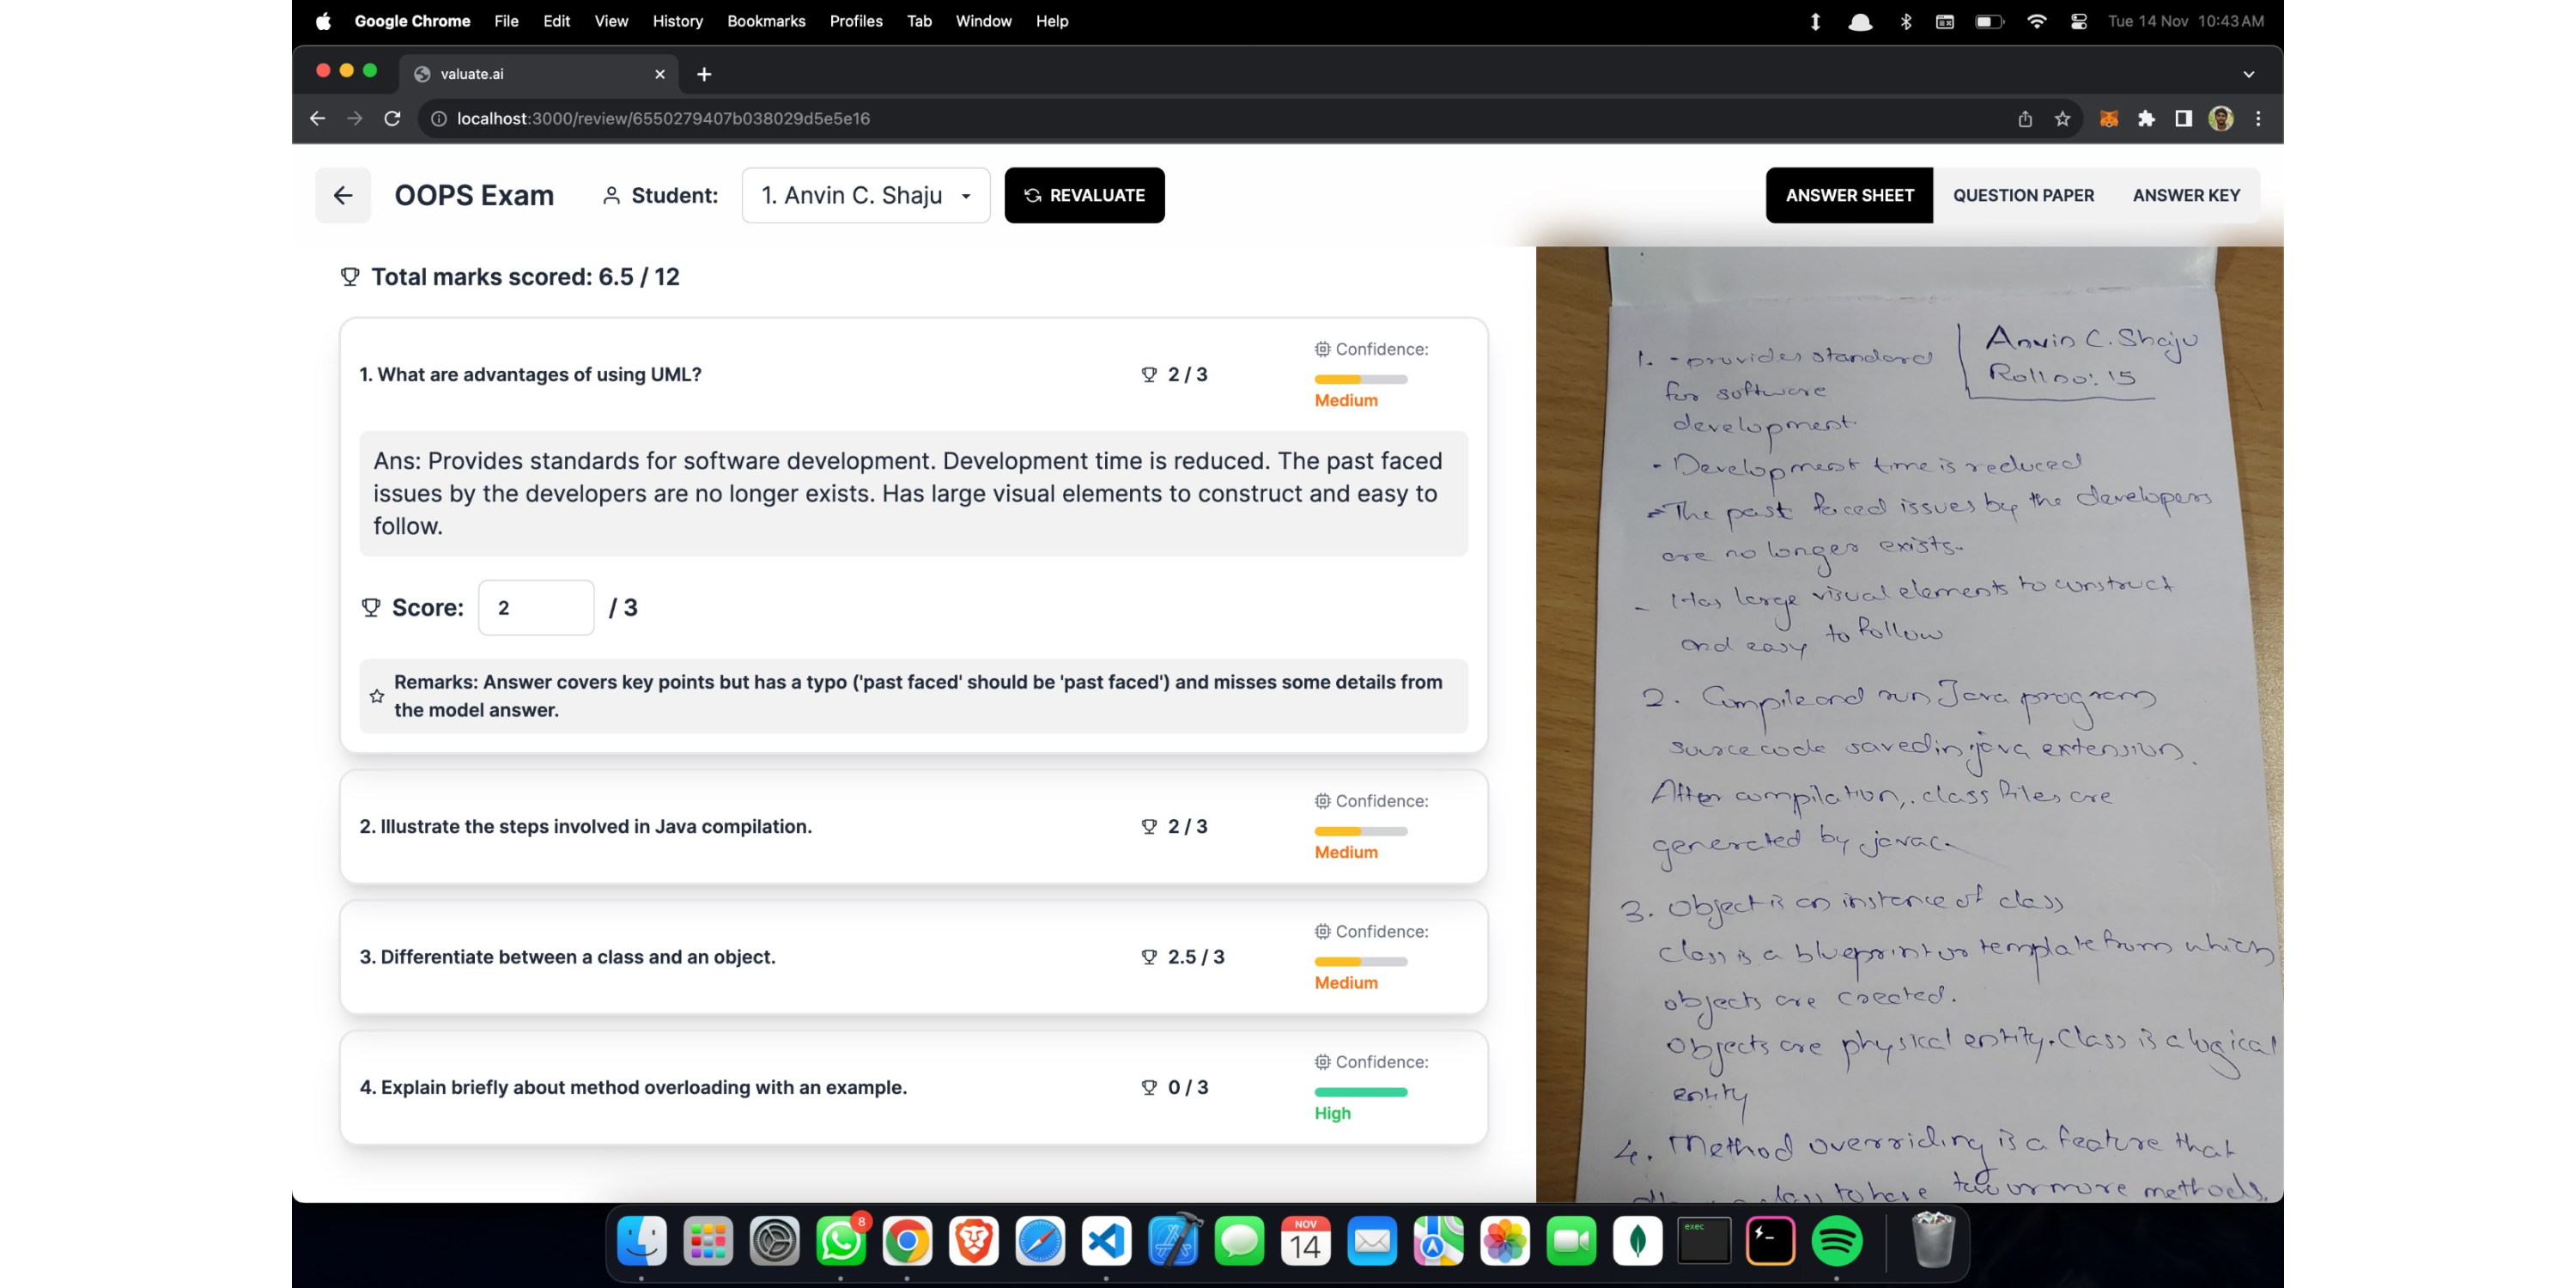 Google Chrome File Edit View History Bookmarks Profiles Tab Window Help
Tue 14 Nov 10:43 AM
valuate.ai
localhost:3000/review/6550279407b038029d5e5e16
OOPS Exam
Student:
1. Anvin C. Shaju
REVALUATE
ANSWER SHEET
QUESTION PAPER
ANSWER KEY
Total marks scored: 6.5 / 12
1. What are advantages of using UML?
2 / 3
Confidence:
Medium
Ans: Provides standards for software development. Development time is reduced. The past faced
issues by the developers are no longer exists. Has large visual elements to construct and easy to
follow.
Score: 2 / 3
Remarks: Answer covers key points but has a typo ('past faced' should be 'past faced') and misses some details from
the model answer.
2. Illustrate the steps involved in Java compilation.
2 / 3
Confidence:
Medium
3. Differentiate between a class and an object.
2.5 / 3
Confidence:
Medium
4. Explain briefly about method overloading with an example.
0 / 3
Confidence:
High
Anvin C. Shaju
Roll no: 15
1. - provides standard
for software
development
- Development time is reduced
- The past faced issues by the developers
are no longer exists.
- Has large visual elements to construct
and easy to follow
2. Compile and run Java program
source code saved in .java extension.
After compilation, .class files are
generated by javac.
3. Object is an instance of class
Class is a blueprint or template from which
objects are created.
Objects are physical entity. Class is a logical
entity
4. Method overriding is a feature that
class to have two or more methods.
8
NOV
14
exec